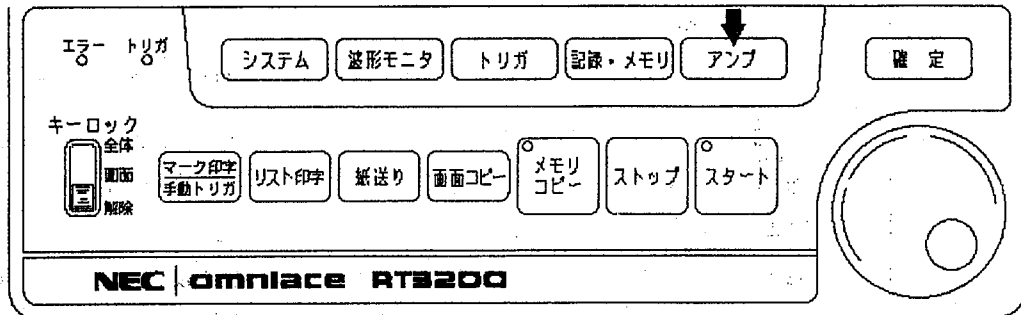 エラー トリガ
システム 波形モニタ トリガ 記録・メモリ アンプ 確 定
キーロック
全体
画面
解除
マーク印字
手動トリガ
リスト印字
紙送り
画面コピー
メモリ
コピー
ストップ
スタート
NEC omniace RT3200